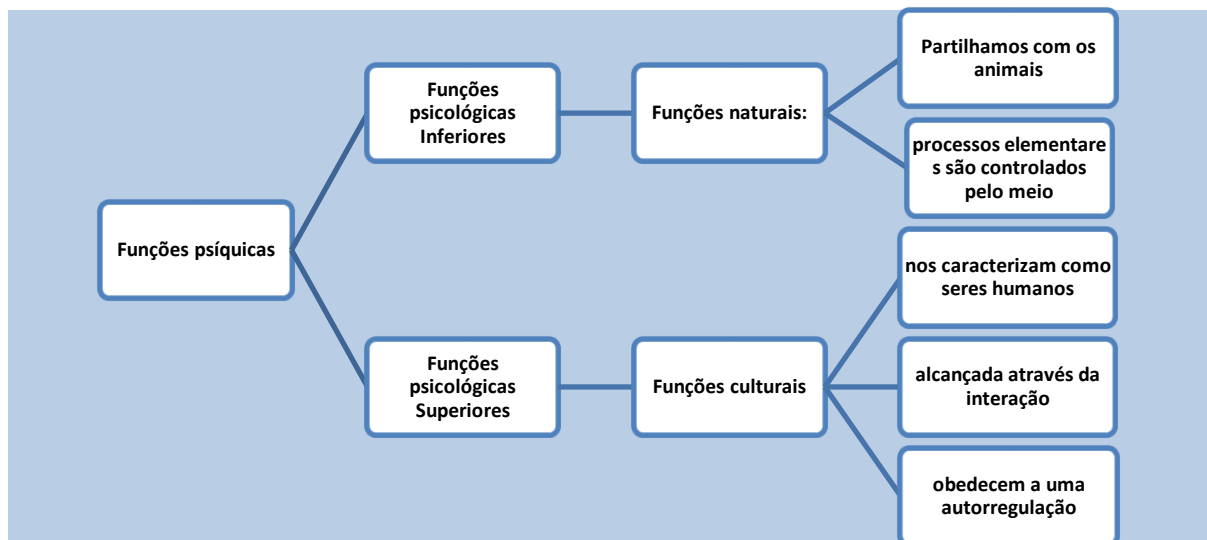 Funções psíquicas
Funções
psicológicas
Inferiores
Funções naturais:
Partilhamos com os
animais
processos elementare
s são controlados
pelo meio
Funções
psicológicas
Superiores
Funções culturais
nos caracterizam como
seres humanos
alcançada através da
interação
obedecem a uma
autorregulação